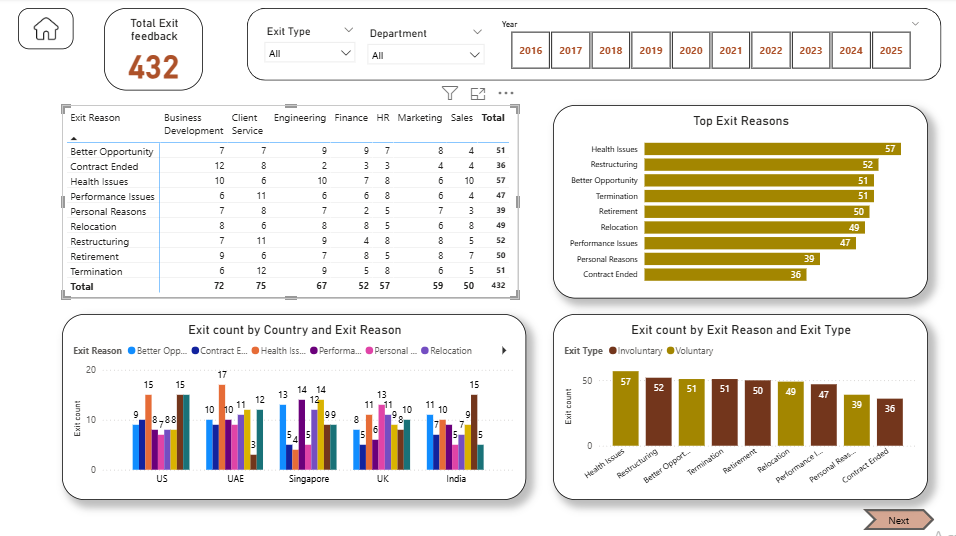 Total Exit
feedback
432
Exit Type
All
Department
All
Year
2016 2017 2018 2019 2020 2021 2022 2023 2024 2025
Exit Reason Business Development Client Service Engineering Finance HR Marketing Sales Total
Better Opportunity 7 7 9 9 7 8 4 51
Contract Ended 12 8 2 3 3 4 4 36
Health Issues 10 6 10 7 8 6 10 57
Performance Issues 6 11 6 6 8 6 4 47
Personal Reasons 7 8 7 2 5 7 3 39
Relocation 8 6 8 8 5 6 8 49
Restructuring 7 11 9 4 8 8 5 52
Retirement 9 6 7 8 5 8 7 50
Termination 6 12 9 5 8 6 5 51
Total 72 75 67 52 57 59 50 432
Top Exit Reasons
Health Issues 57
Restructuring 52
Better Opportunity 51
Termination 51
Retirement 50
Relocation 49
Performance Issues 47
Personal Reasons 39
Contract Ended 36
Exit count by Country and Exit Reason
Exit Reason Better Opp... Contract E... Health Iss... Performa... Personal ... Relocation
Exit count
20
10
0
9 15 8 7 8 8 15
10 17 10 11 12 3
13 5 4 14 5 12 14 9 9
8 5 11 6 13 11 9 8 10
11 7 10 5 7 9 15 5
US UAE Singapore UK India
Exit count by Exit Reason and Exit Type
Exit Type Involuntary Voluntary
Exit count
50
0
57 52 51 51 50 49 47 39 36
Health Issues Restructuring Better Opport... Termination Retirement Relocation Performance I... Personal Reas... Contract Ended
Next